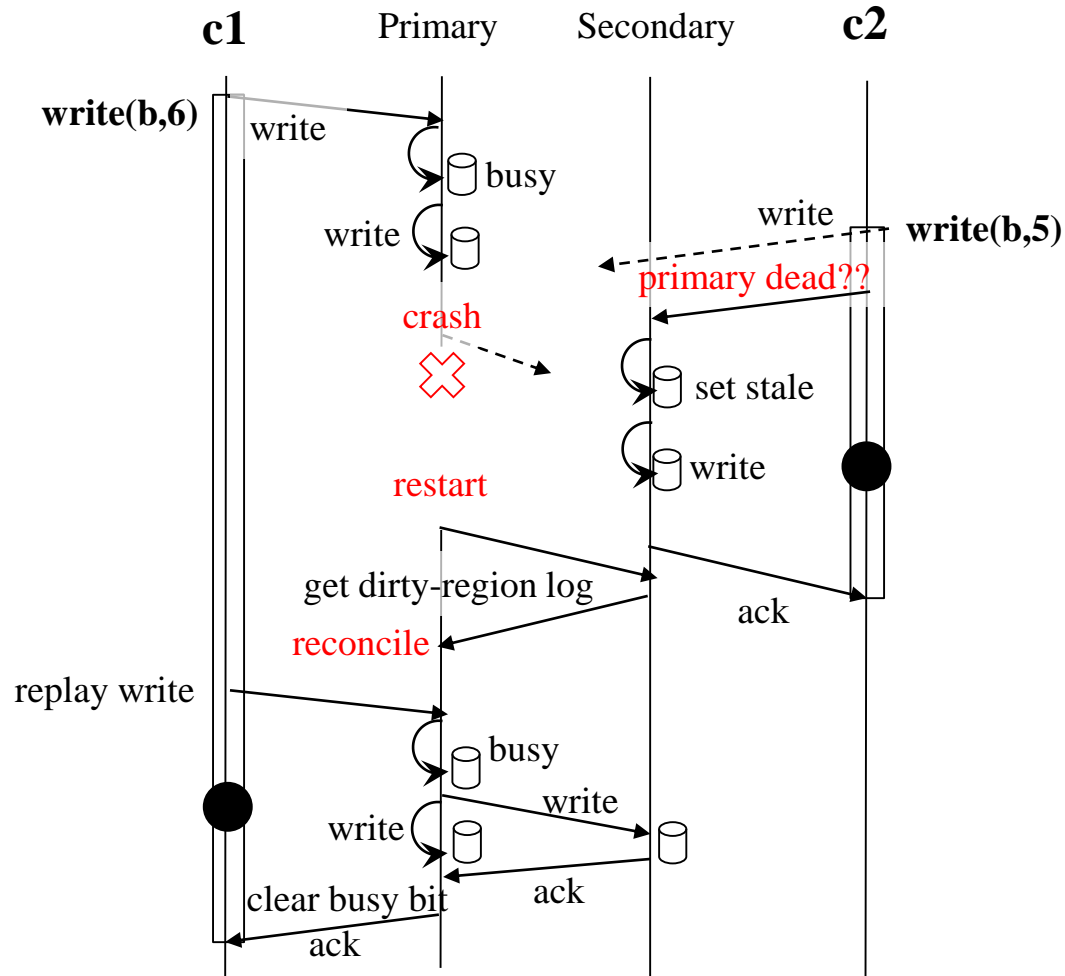 c1
Primary
Secondary
c2
write(b,6)
write
busy
write
write
write(b,5)
primary dead??
crash
set stale
write
restart
get dirty-region log
ack
reconcile
replay write
busy
write
write
ack
clear busy bit
ack